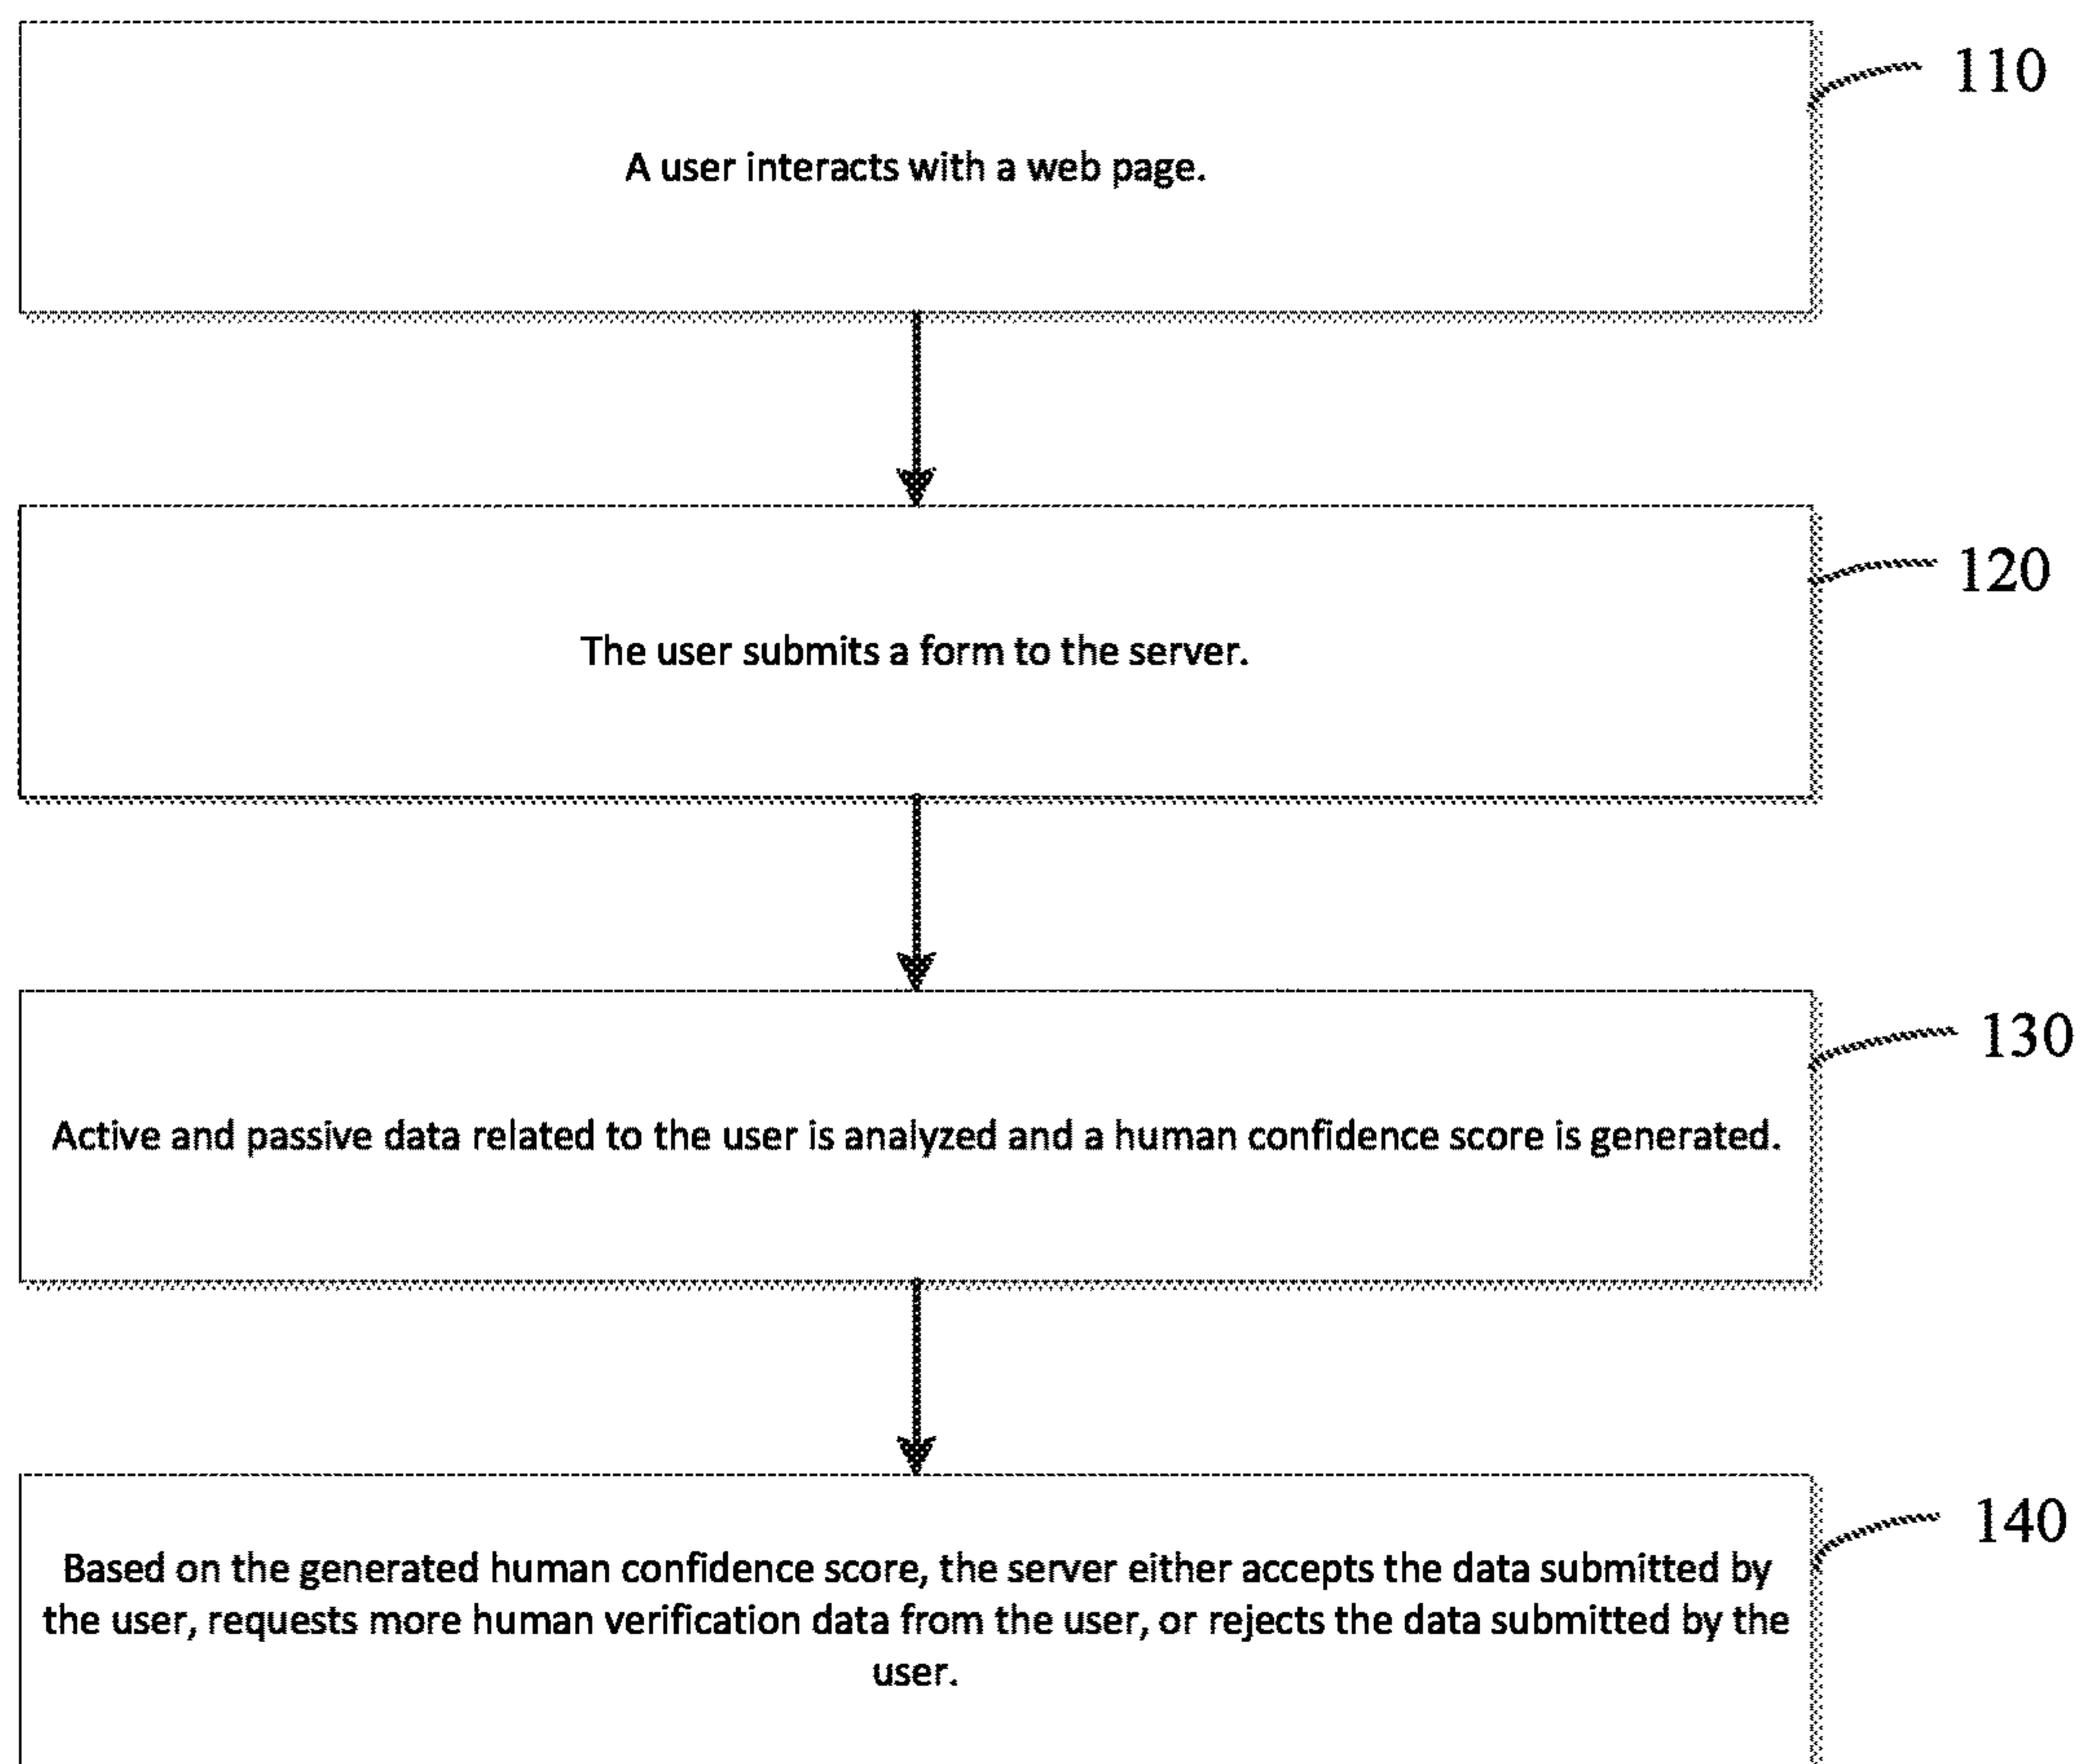 110
A user interacts with a web page.
120
The user submits a form to the server.
130
Active and passive data related to the user is analyzed and a human confidence score is generated.
140
Based on the generated human confidence score, the server either accepts the data submitted by
the user, requests more human verification data from the user, or rejects the data submitted by the
user.